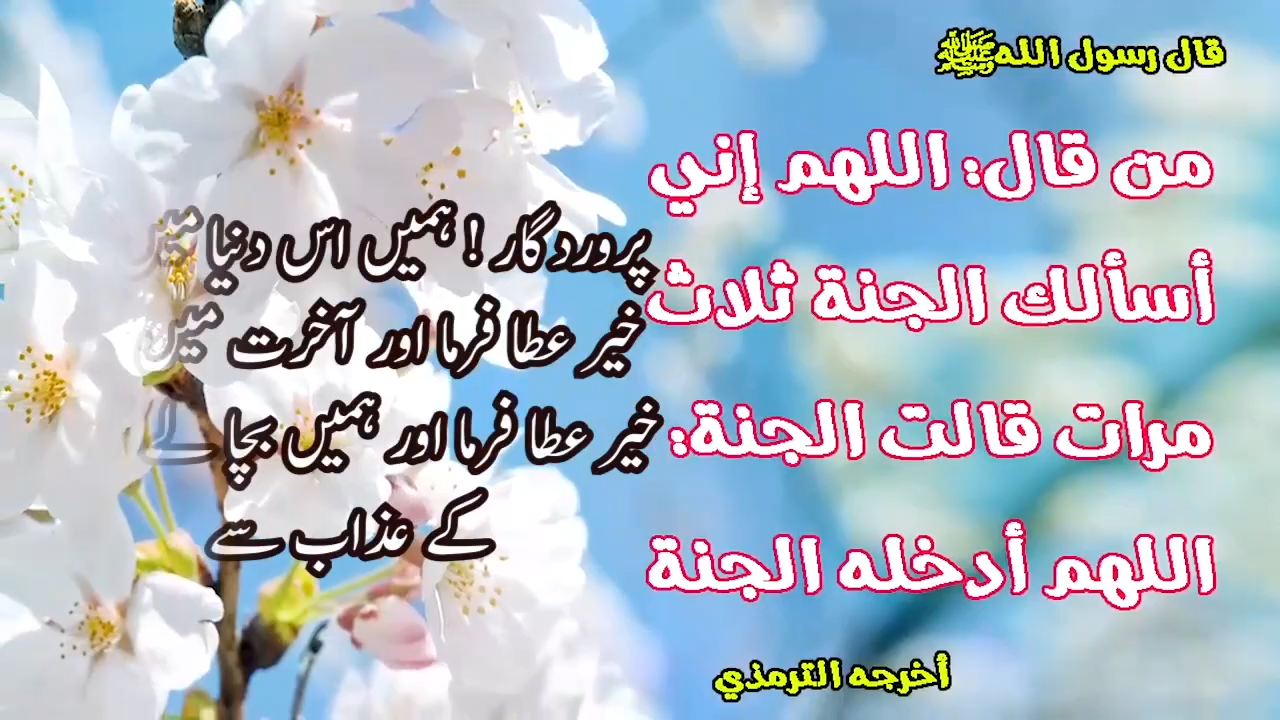 قال رسول الله ﷺ
من قال: اللهم إني
أسألك الجنة ثلاث
مرات قالت الجنة:
اللهم أدخله الجنة
أخرجه الترمذي
پروردگار ! ہمیں اس دنیا میں
خیر عطا فرما اور آخرت میں
خیر عطا فرما اور ہمیں بچا لے
کے عذاب سے